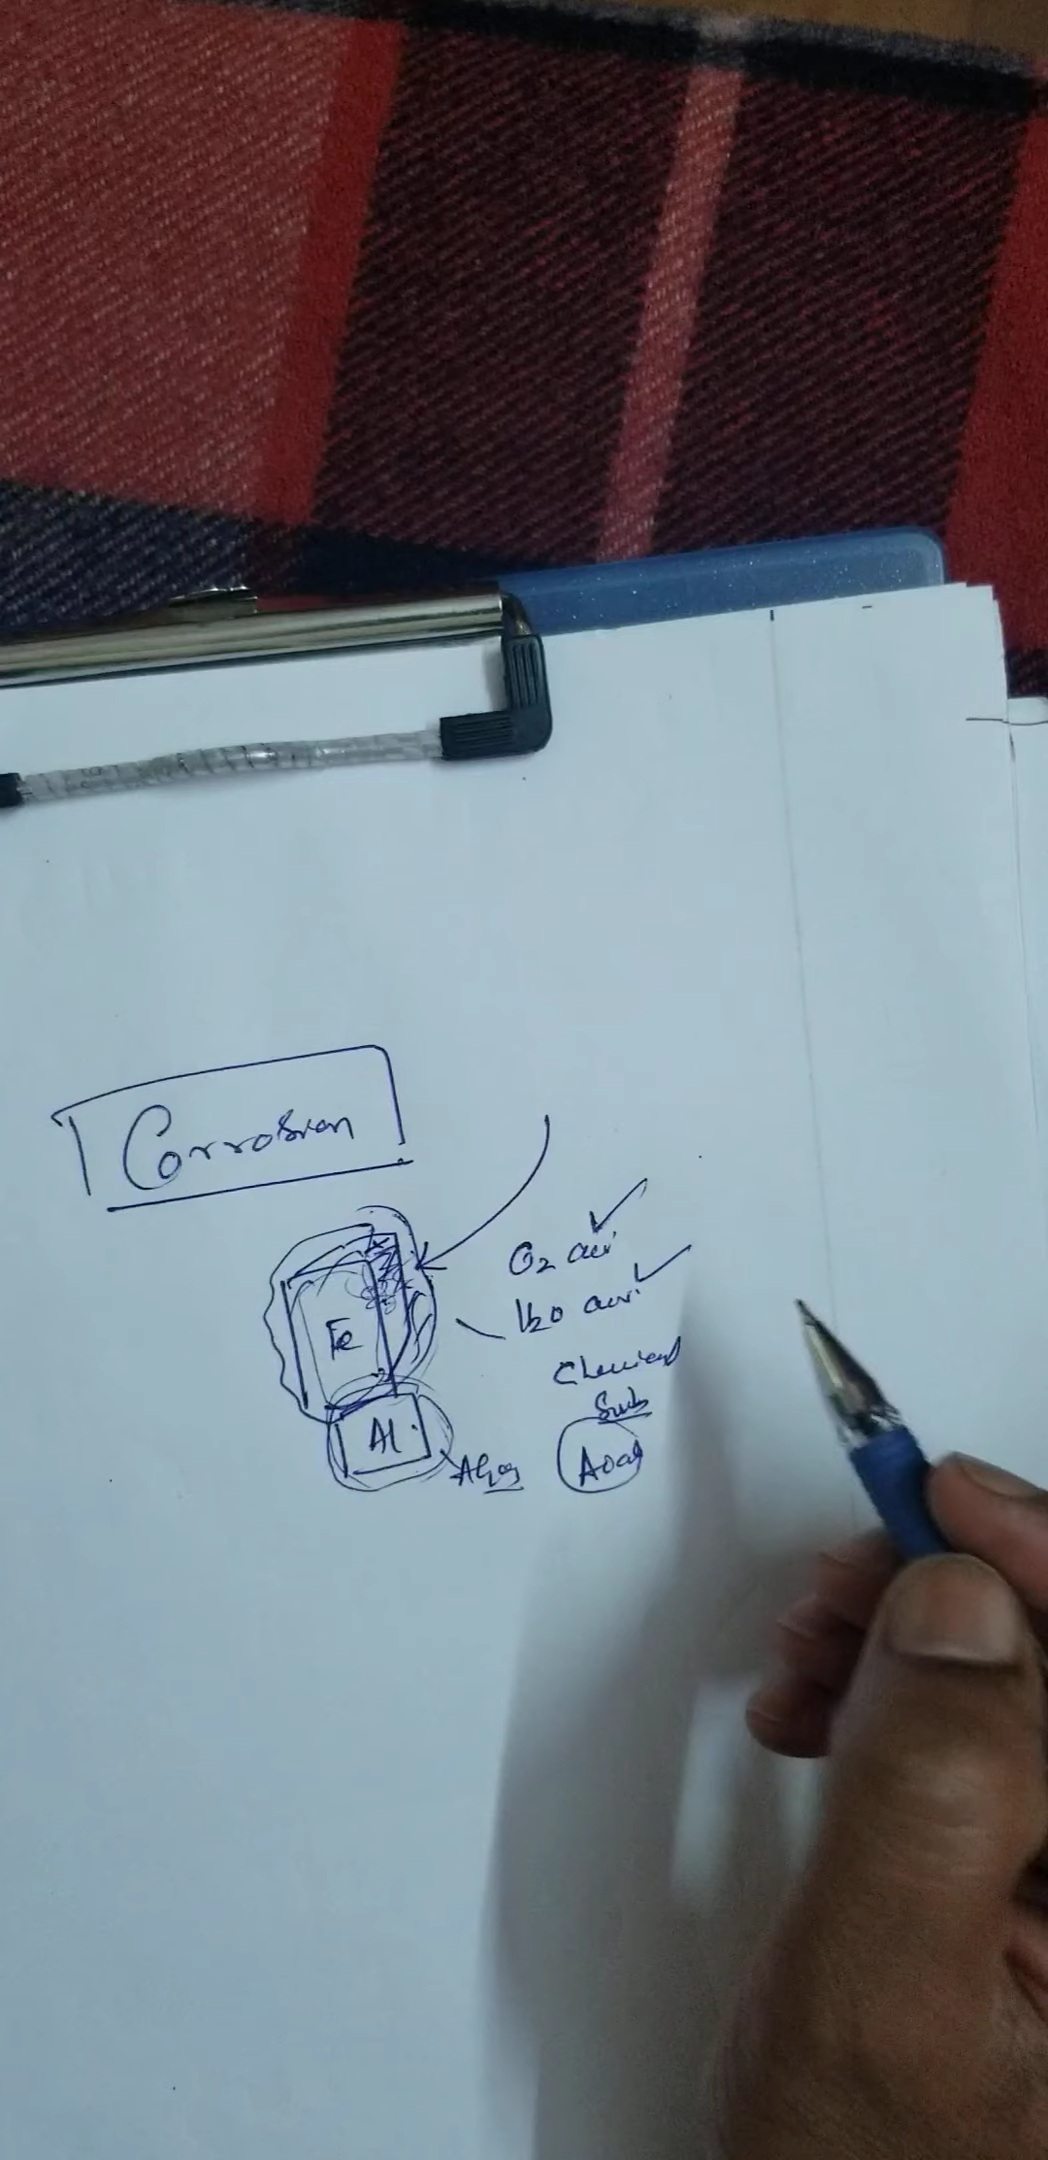 Corrosion
O2 air
H2O air
Fe
Chemical
Sub
Al
Al2O3
Acid